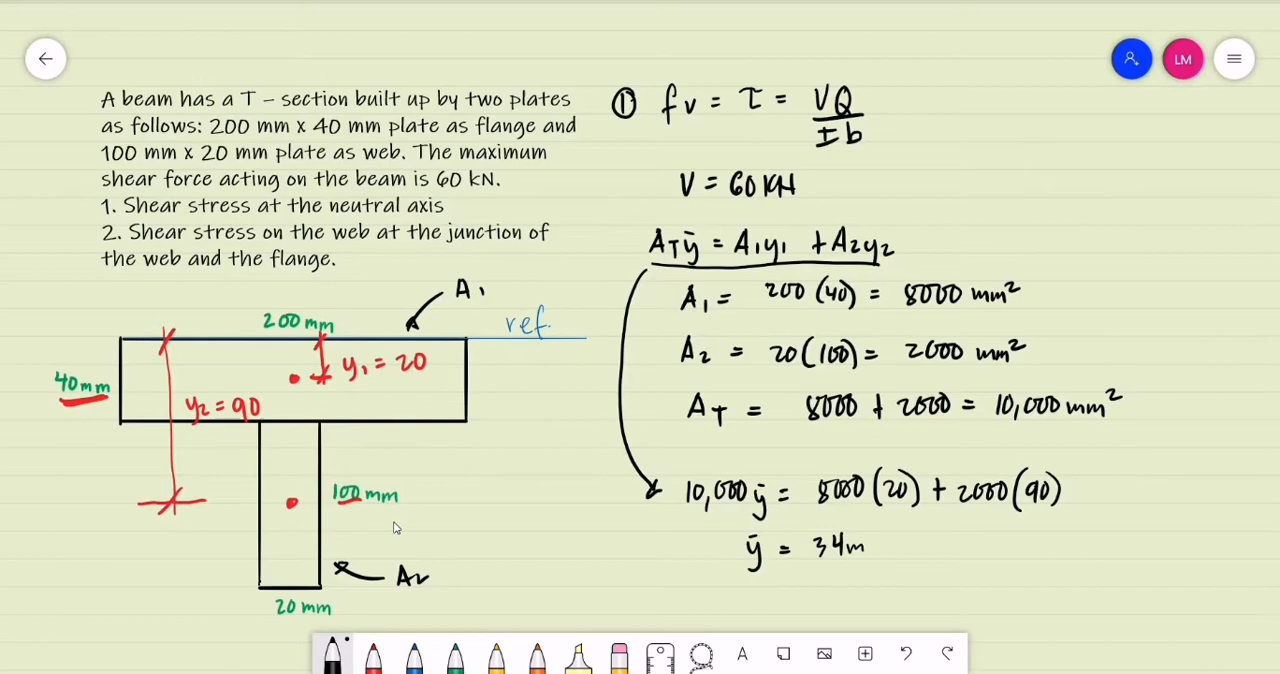 LM
A beam has a T – section built up by two plates
as follows: 200 mm x 40 mm plate as flange and
100 mm x 20 mm plate as web. The maximum
shear force acting on the beam is 60 kN.
1. Shear stress at the neutral axis
2. Shear stress on the web at the junction of
the web and the flange.
A₁
200 mm
ref.
40mm
y₁ = 20
y₂ = 90
100 mm
A₂
20 mm
① fv = τ = VQ / Ib
V = 60 KN
A_T ȳ = A₁y₁ + A₂y₂
A₁ = 200 (40) = 8000 mm²
A₂ = 20 (100) = 2000 mm²
A_T = 8000 + 2000 = 10,000 mm²
10,000 ȳ = 8000 (20) + 2000 (90)
ȳ = 34m
A